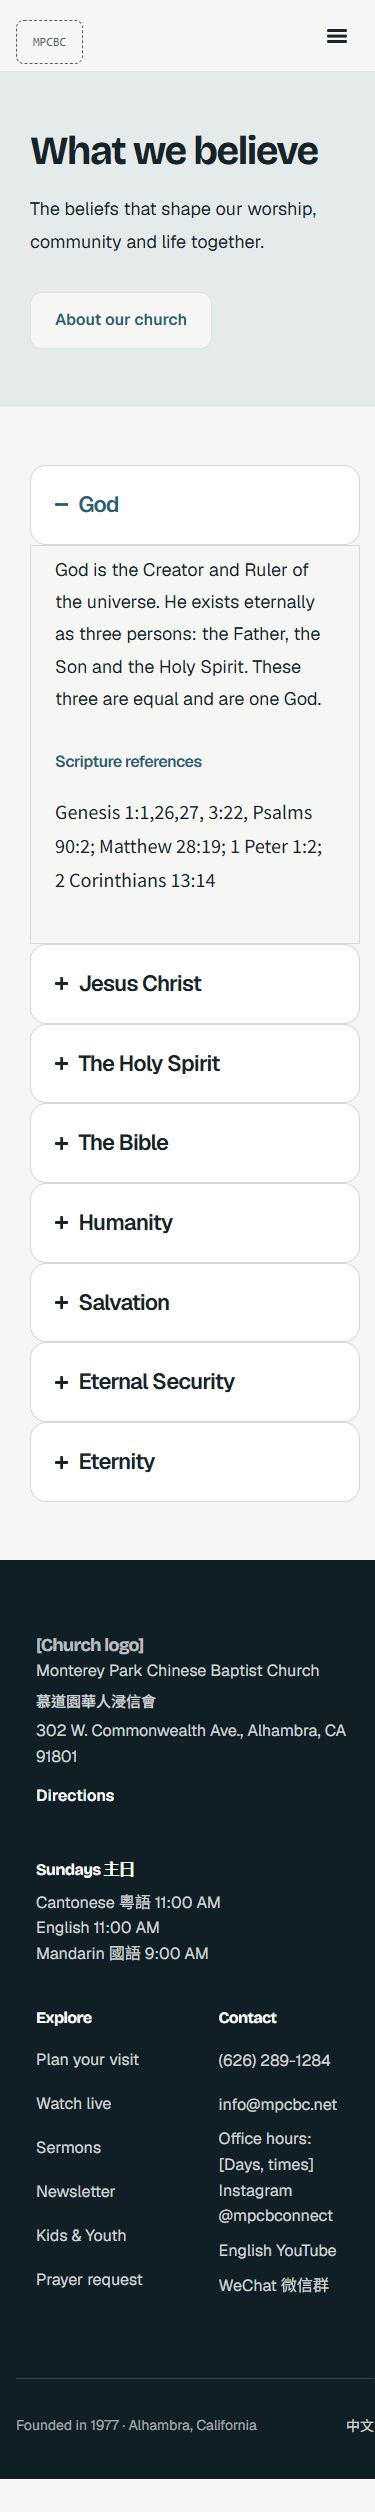 MPCBC
What we believe
The beliefs that shape our worship,
community and life together.
About our church
God
God is the Creator and Ruler of
the universe. He exists eternally
as three persons: the Father, the
Son and the Holy Spirit. These
three are equal and are one God.
Scripture references
Genesis 1:1,26,27, 3:22, Psalms
90:2; Matthew 28:19; 1 Peter 1:2;
2 Corinthians 13:14
Jesus Christ
The Holy Spirit
The Bible
Humanity
Salvation
Eternal Security
Eternity
[Church logo]
Monterey Park Chinese Baptist Church
慕道園華人浸信會
302 W. Commonwealth Ave., Alhambra, CA
91801
Directions
Sundays 主日
Cantonese 粵語 11:00 AM
English 11:00 AM
Mandarin 國語 9:00 AM
Explore
Plan your visit
Watch live
Sermons
Newsletter
Kids & Youth
Prayer request
Contact
(626) 289-1284
info@mpcbc.net
Office hours:
[Days, times]
Instagram
@mpcbconnect
English YouTube
WeChat 微信群
Founded in 1977 · Alhambra, California
中文